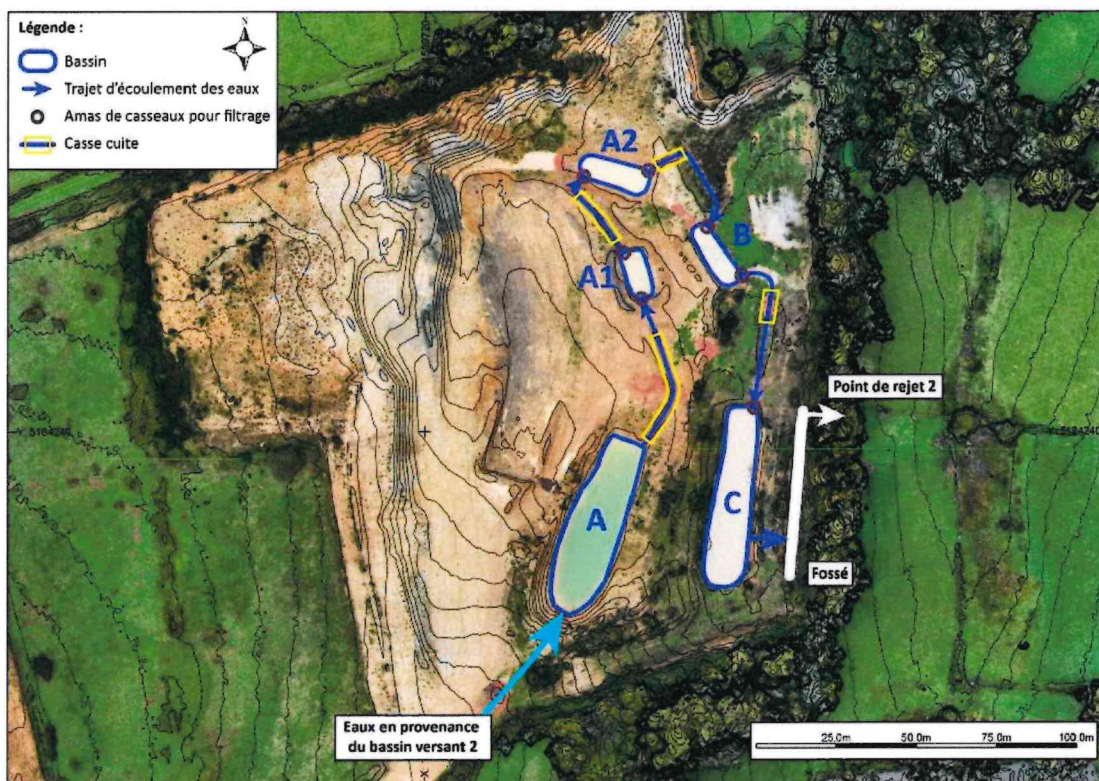 Légende :
N
Bassin
Trajet d'écoulement des eaux
Amas de casseaux pour filtrage
Casse cuite
A2
B
A1
Point de rejet 2
A
C
Fossé
Eaux en provenance
du bassin versant 2
25.0m 50.0m 75.0m 100.0m